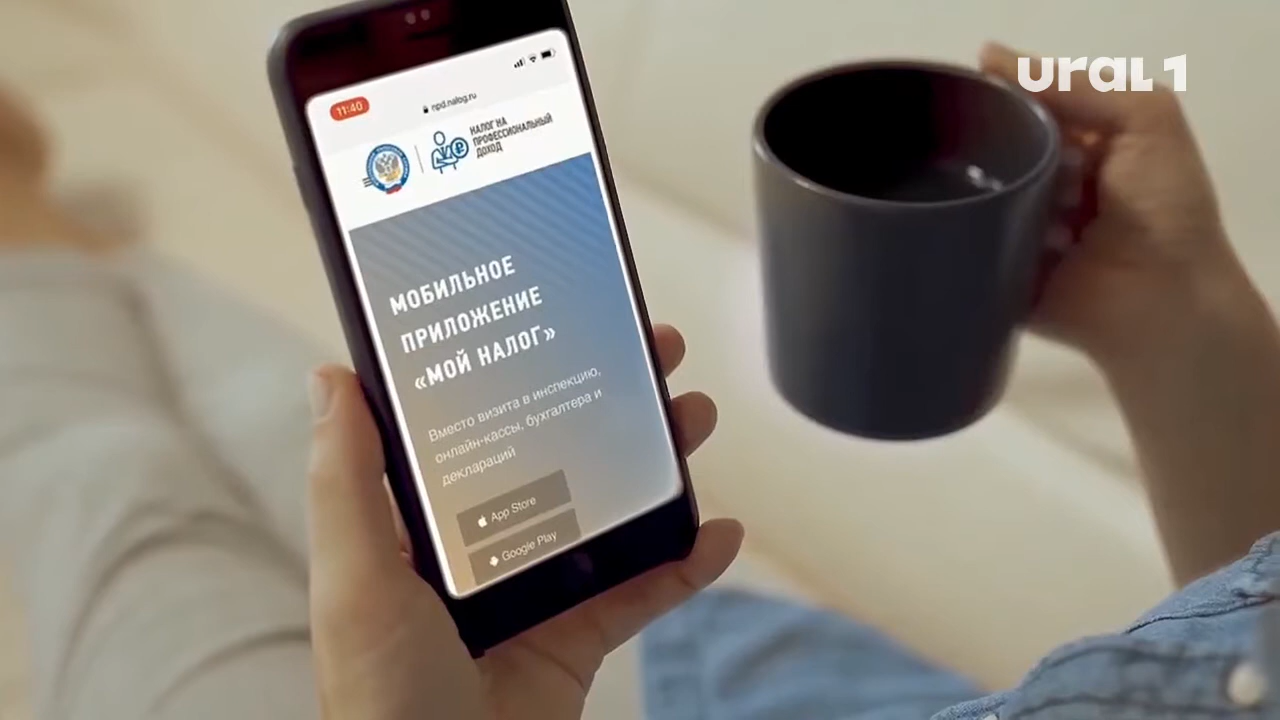 ural 1
11:40
npd.nalog.ru
НАЛОГ НА
ПРОФЕССИОНАЛЬНЫЙ
ДОХОД
МОБИЛЬНОЕ
ПРИЛОЖЕНИЕ
«МОЙ НАЛОГ»
Вместо визита в инспекцию,
онлайн-кассы, бухгалтера и
деклараций
App Store
Google Play